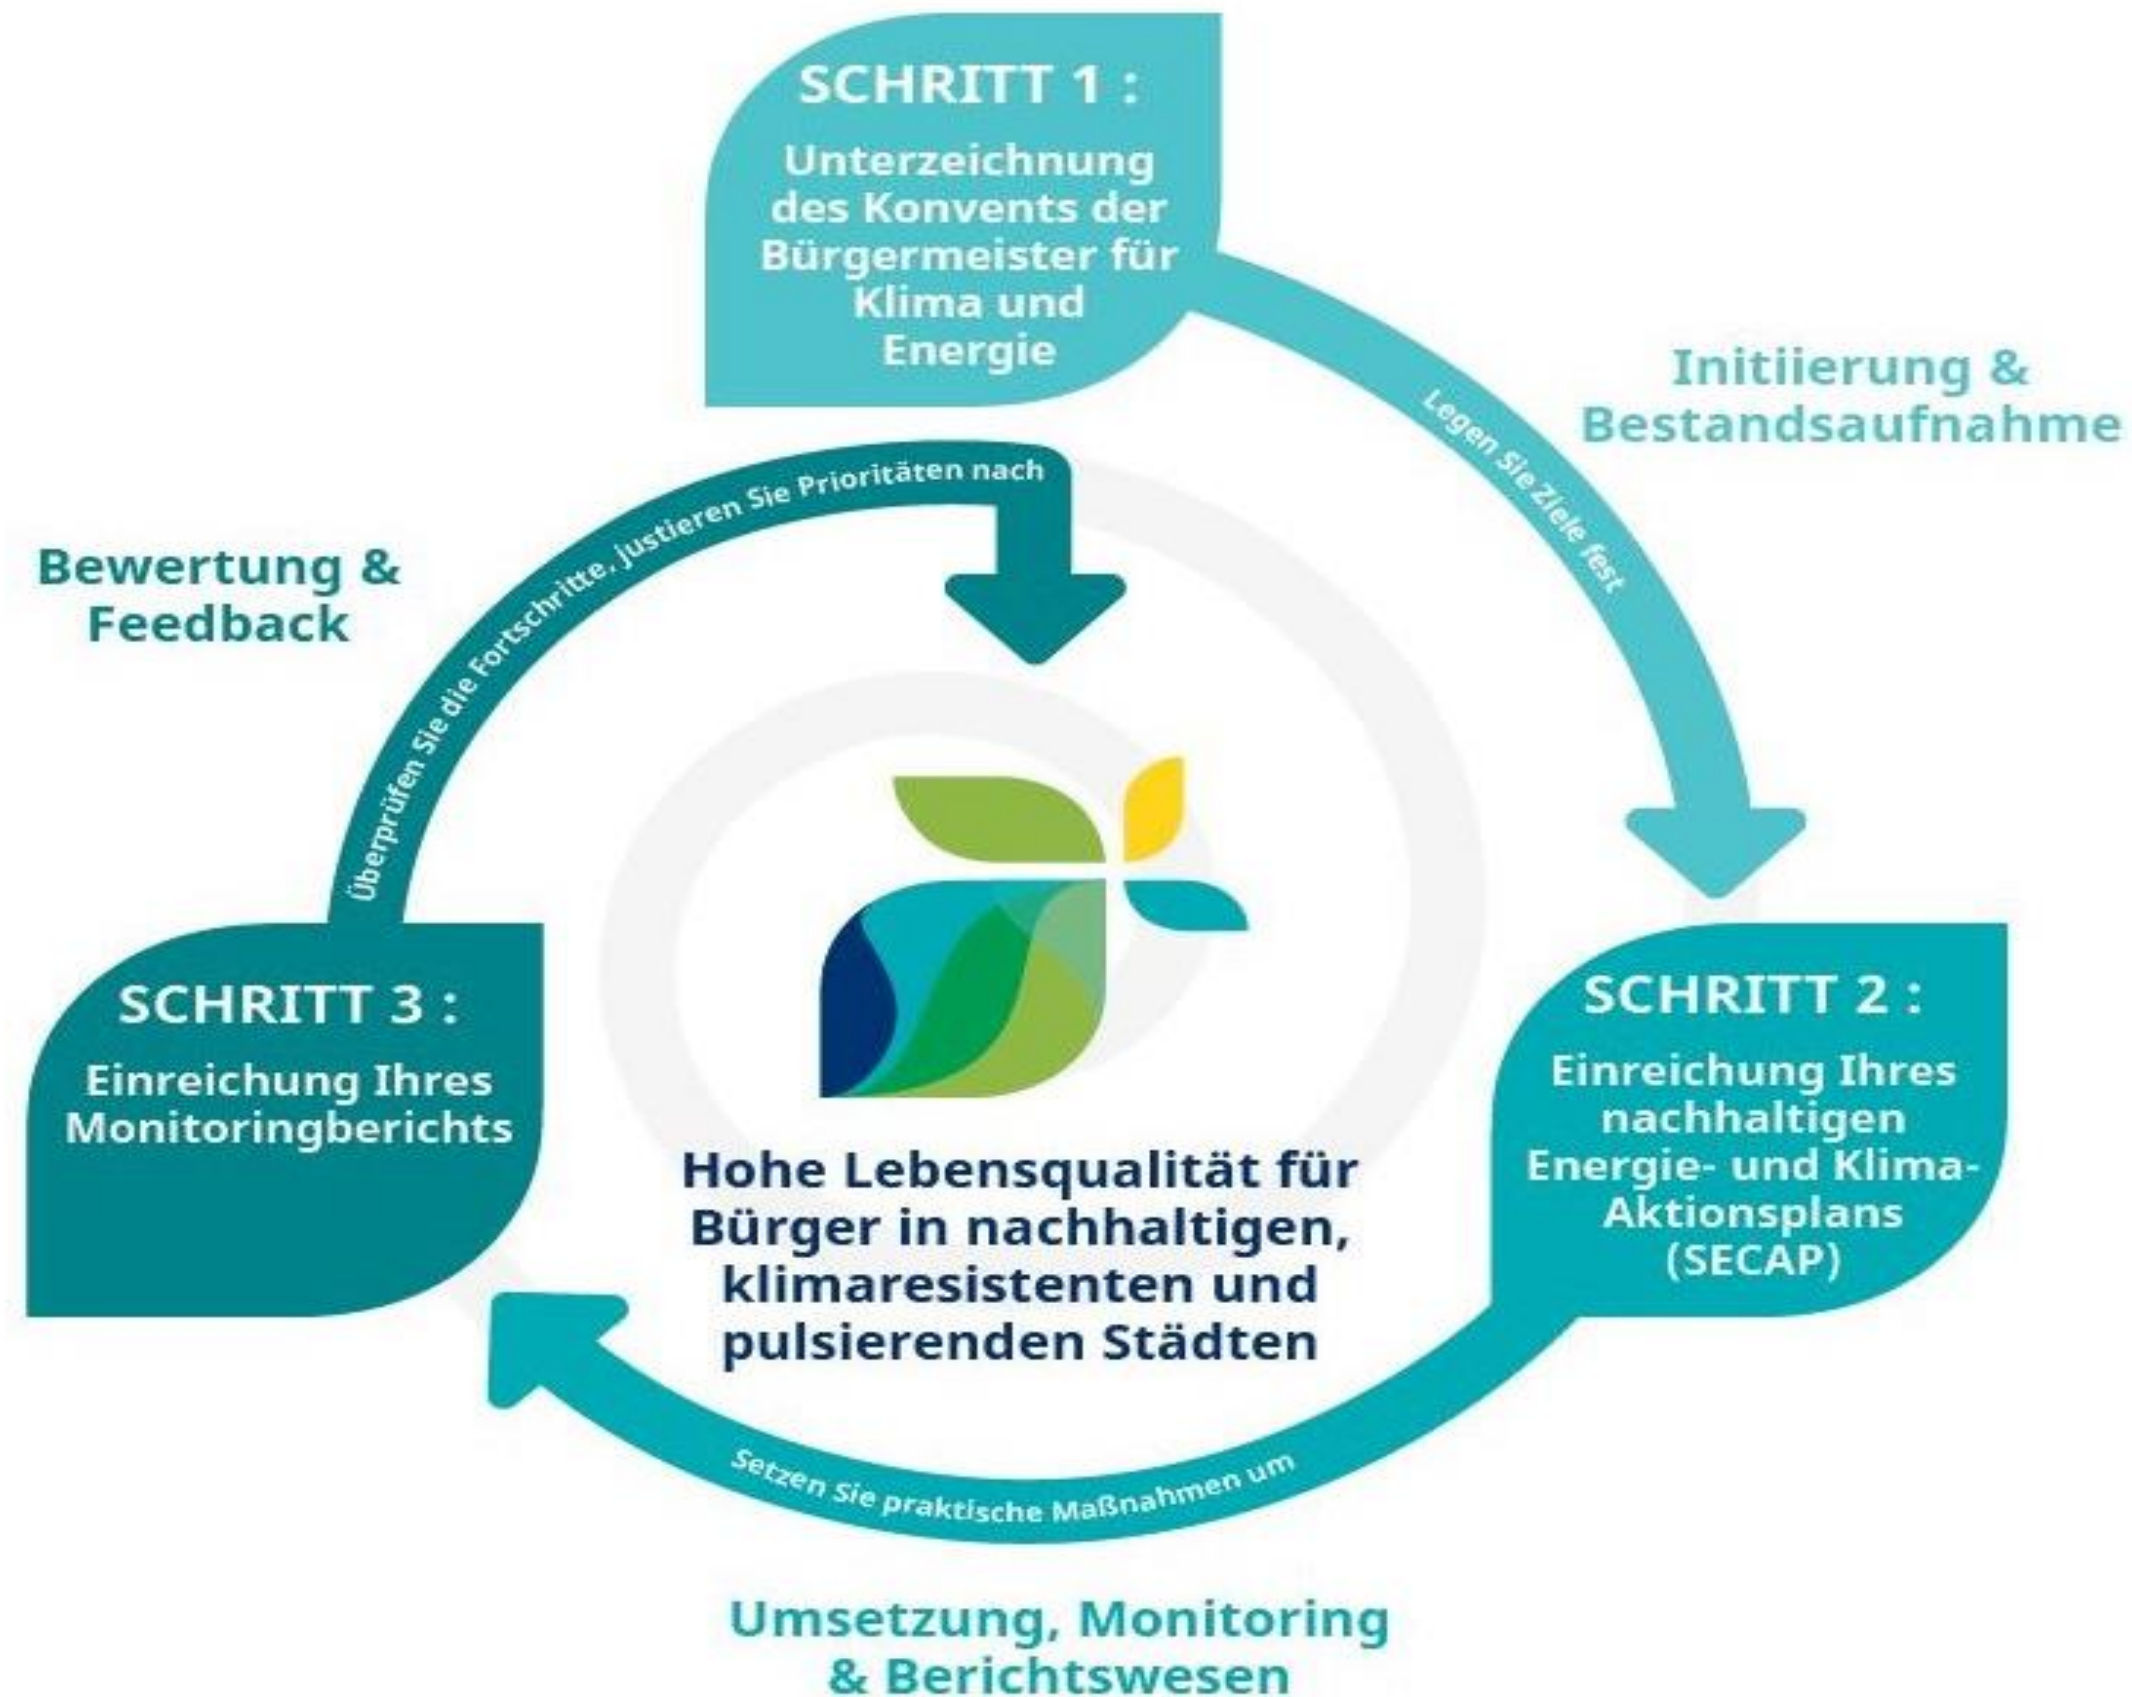 SCHRITT 1 :
Unterzeichnung
des Konvents der
Bürgermeister für
Klima und
Energie
Initiierung &
Bestandsaufnahme
Legen Sie Ziele fest
SCHRITT 2 :
Einreichung Ihres
nachhaltigen
Energie- und Klima-
Aktionsplans
(SECAP)
Setzen Sie praktische Maßnahmen um
Umsetzung, Monitoring
& Berichtswesen
SCHRITT 3 :
Einreichung Ihres
Monitoringberichts
Überprüfen Sie die Fortschritte, justieren Sie Prioritäten nach
Bewertung &
Feedback
Hohe Lebensqualität für
Bürger in nachhaltigen,
klimaresistenten und
pulsierenden Städten